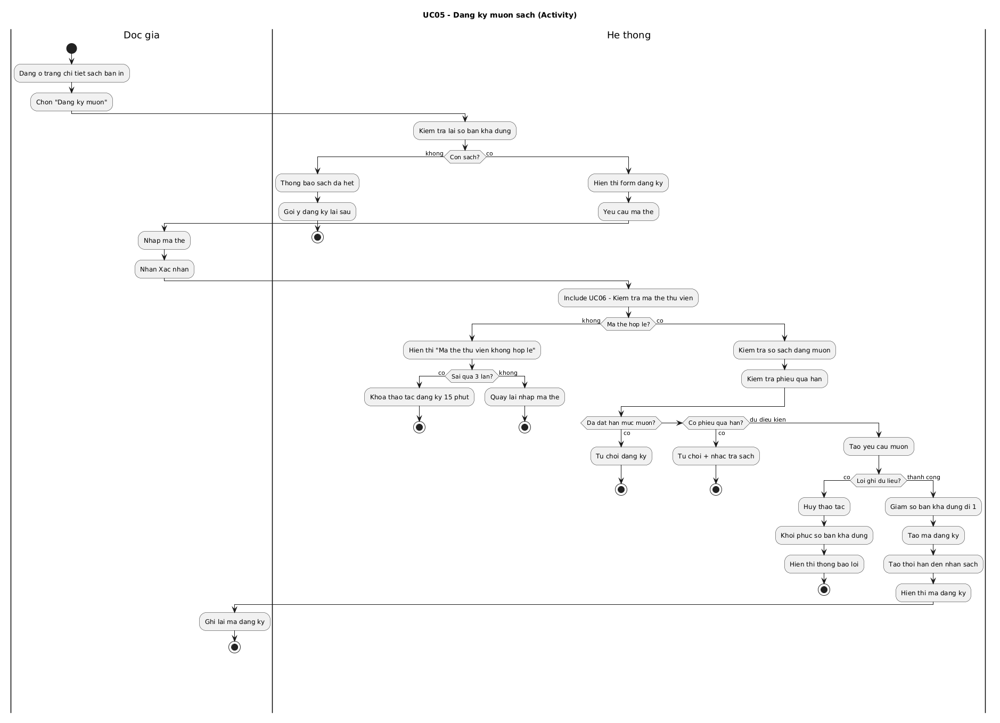 UC05 - Dang ky muon sach (Activity)
Doc gia
He thong
Dang o trang chi tiet sach ban in
Chon "Dang ky muon"
Kiem tra lai so ban kha dung
khong
Con sach?
co
Thong bao sach da het
Hien thi form dang ky
Goi y dang ky lai sau
Yeu cau ma the
Nhap ma the
Nhan Xac nhan
Include UC06 - Kiem tra ma the thu vien
khong
Ma the hop le?
co
Hien thi "Ma the thu vien khong hop le"
Kiem tra so sach dang muon
co
Sai qua 3 lan?
khong
Kiem tra phieu qua han
Khoa thao tac dang ky 15 phut
Quay lai nhap ma the
Da dat han muc muon?
Co phieu qua han?
du dieu kien
co
co
Tao yeu cau muon
Tu choi dang ky
Tu choi + nhac tra sach
co
Loi ghi du lieu?
thanh cong
Huy thao tac
Giam so ban kha dung di 1
Khoi phuc so ban kha dung
Tao ma dang ky
Hien thi thong bao loi
Tao thoi han den nhan sach
Hien thi ma dang ky
Ghi lai ma dang ky